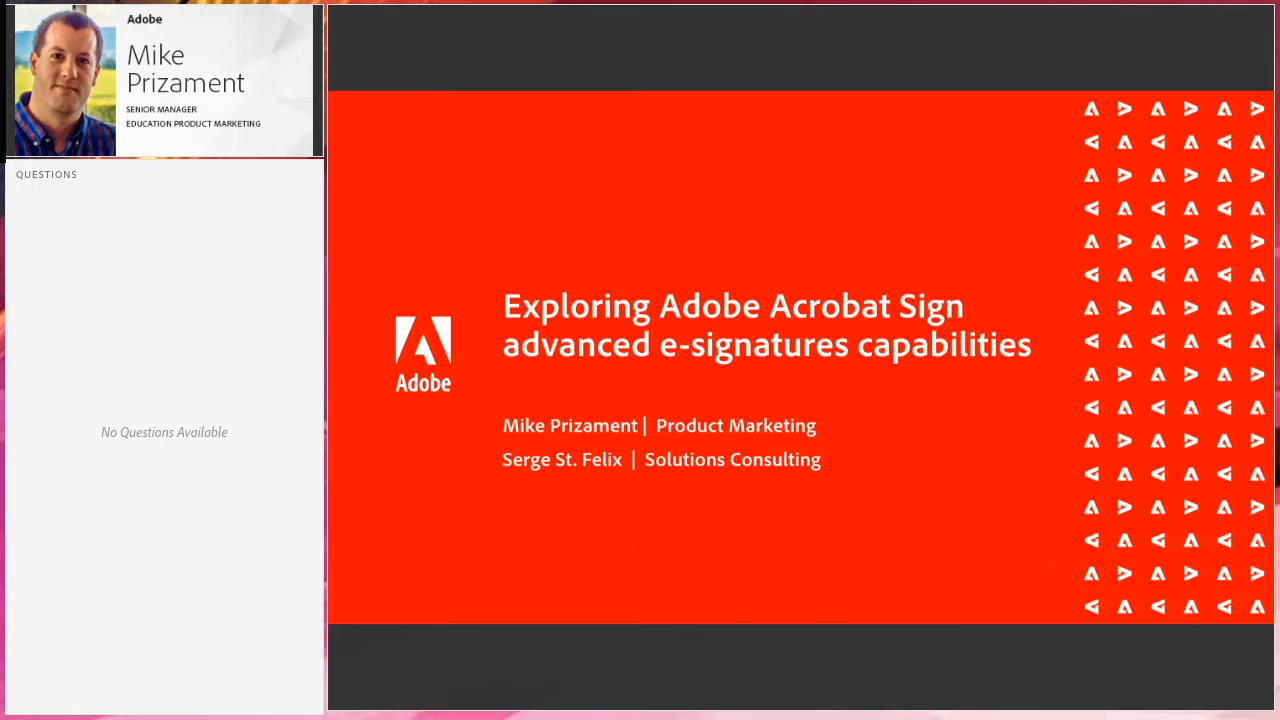 Adobe
Mike
Prizament
SENIOR MANAGER
EDUCATION PRODUCT MARKETING
QUESTIONS
No Questions Available
Exploring Adobe Acrobat Sign
advanced e-signatures capabilities
Adobe
Mike Prizament | Product Marketing
Serge St. Felix | Solutions Consulting